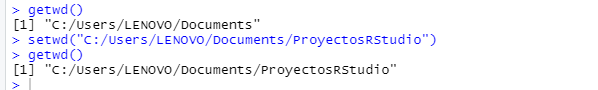 > getwd()
[1] "C:/Users/LENOVO/Documents"
> setwd("C:/Users/LENOVO/Documents/ProyectosRStudio")
> getwd()
[1] "C:/Users/LENOVO/Documents/ProyectosRStudio"
>